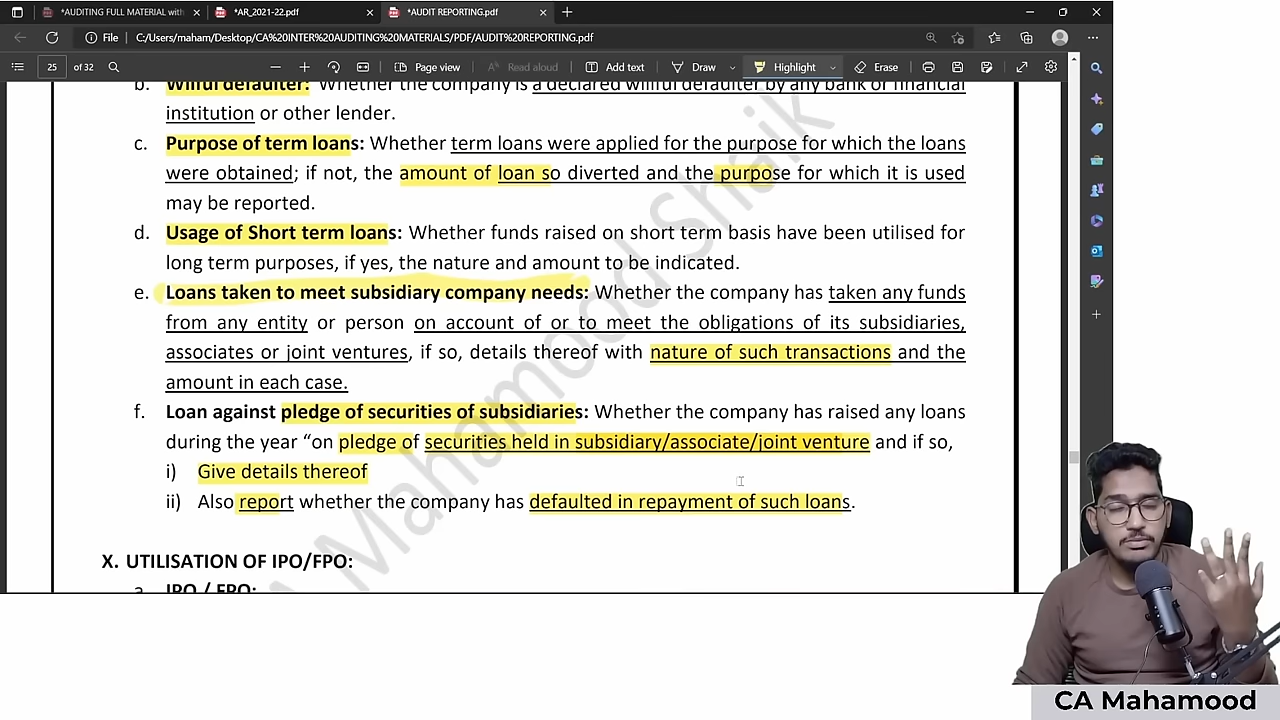 *AUDITING FULL MATERIAL with
*AR_2021-22.pdf
*AUDIT REPORTING.pdf
File
C:/Users/maham/Desktop/CA%20INTER%20AUDITING%20MATERIALS/PDF/AUDIT%20REPORTING.pdf
25 of 32
Page view
Read aloud
Add text
Draw
Highlight
Erase
b. Willful defaulter: Whether the company is a declared willful defaulter by any bank or financial
institution or other lender.
c. Purpose of term loans: Whether term loans were applied for the purpose for which the loans
were obtained; if not, the amount of loan so diverted and the purpose for which it is used
may be reported.
d. Usage of Short term loans: Whether funds raised on short term basis have been utilised for
long term purposes, if yes, the nature and amount to be indicated.
e. Loans taken to meet subsidiary company needs: Whether the company has taken any funds
from any entity or person on account of or to meet the obligations of its subsidiaries,
associates or joint ventures, if so, details thereof with nature of such transactions and the
amount in each case.
f. Loan against pledge of securities of subsidiaries: Whether the company has raised any loans
during the year “on pledge of securities held in subsidiary/associate/joint venture and if so,
i) Give details thereof
ii) Also report whether the company has defaulted in repayment of such loans.
X. UTILISATION OF IPO/FPO:
a. IPO / FPO:
Mahamood Shaik
CA Mahamood